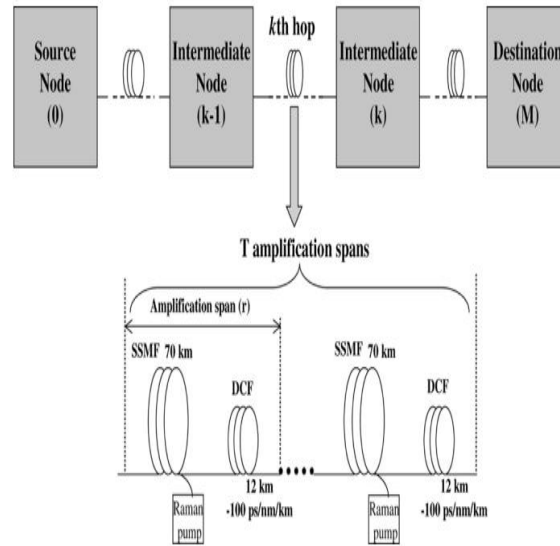 kth hop
Source
Node
(0)
Intermediate
Node
(k-1)
Intermediate
Node
(k)
Destination
Node
(M)
T amplification spans
Amplification span (r)
SSMF 70 km
DCF
SSMF 70 km
DCF
12 km
-100 ps/nm/km
12 km
-100 ps/nm/km
Raman
pump
Raman
pump